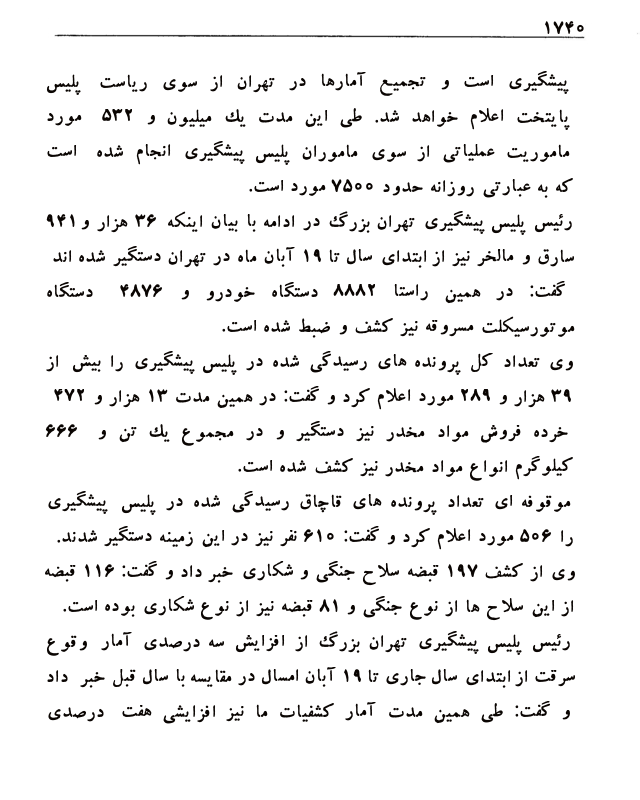 ۱۷۴۰
پیشگیری است و تجمیع آمارها در تهران از سوی ریاست پلیس
پایتخت اعلام خواهد شد. طی این مدت یك میلیون و ۵۳۲ مورد
ماموریت عملیاتی از سوی ماموران پلیس پیشگیری انجام شده است
که به عبارتی روزانه حدود ۷۵۰۰ مورد است.
رئیس پلیس پیشگیری تهران بزرگ در ادامه با بیان اینکه ۳۶ هزار و ۹۴۱
سارق و مالخر نیز از ابتدای سال تا ۱۹ آبان ماه در تهران دستگیر شده اند
گفت: در همین راستا ۸۸۸۲ دستگاه خودرو و ۴۸۷۶ دستگاه
موتورسیکلت مسروقه نیز کشف و ضبط شده است.
وی تعداد کل پرونده های رسیدگی شده در پلیس پیشگیری را بیش از
۳۹ هزار و ۲۸۹ مورد اعلام کرد و گفت: در همین مدت ۱۳ هزار و ۴۷۲
خرده فروش مواد مخدر نیز دستگیر و در مجموع یك تن و ۶۶۶
کیلوگرم انواع مواد مخدر نیز کشف شده است.
موقوفه ای تعداد پرونده های قاچاق رسیدگی شده در پلیس پیشگیری
را ۵۰۶ مورد اعلام کرد و گفت: ۶۱۰ نفر نیز در این زمینه دستگیر شدند.
وی از کشف ۱۹۷ قبضه سلاح جنگی و شکاری خبر داد و گفت: ۱۱۶ قبضه
از این سلاح ها از نوع جنگی و ۸۱ قبضه نیز از نوع شکاری بوده است.
رئیس پلیس پیشگیری تهران بزرگ از افزایش سه درصدی آمار وقوع
سرقت از ابتدای سال جاری تا ۱۹ آبان امسال در مقایسه با سال قبل خبر داد
و گفت: طی همین مدت آمار کشفیات ما نیز افزایشی هفت درصدی